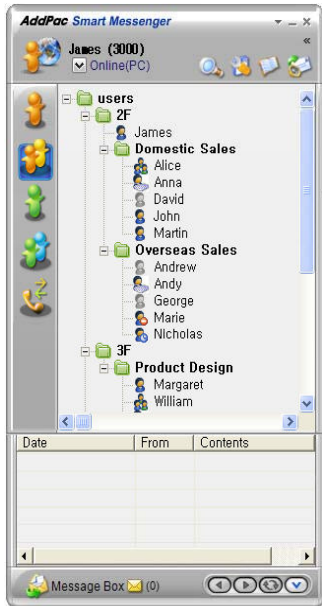 AddPac Smart Messenger
James (3000)
Online(PC)
users
2F
James
Domestic Sales
Alice
Anna
David
John
Martin
Overseas Sales
Andrew
Andy
George
Marie
Nicholas
3F
Product Design
Margaret
William
Date From Contents
Message Box (0)